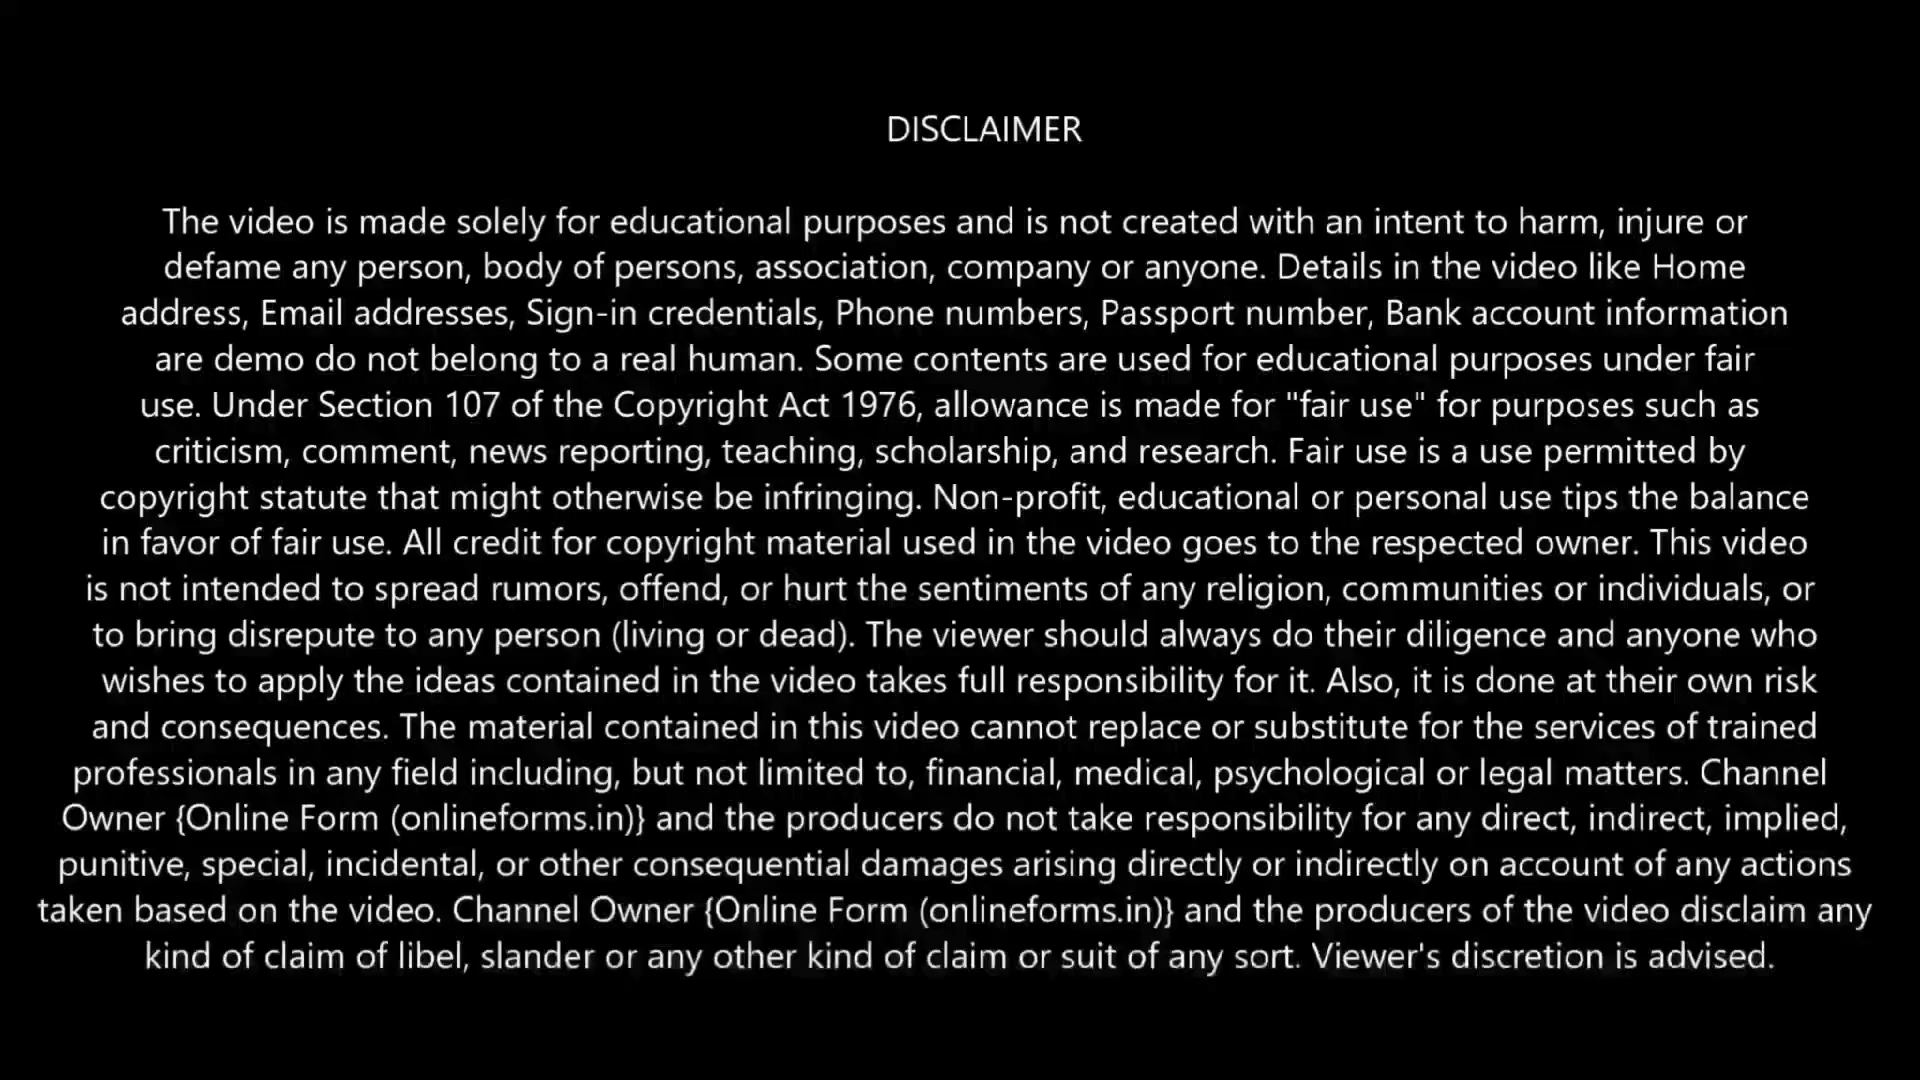 DISCLAIMER
The video is made solely for educational purposes and is not created with an intent to harm, injure or
defame any person, body of persons, association, company or anyone. Details in the video like Home
address, Email addresses, Sign-in credentials, Phone numbers, Passport number, Bank account information
are demo do not belong to a real human. Some contents are used for educational purposes under fair
use. Under Section 107 of the Copyright Act 1976, allowance is made for "fair use" for purposes such as
criticism, comment, news reporting, teaching, scholarship, and research. Fair use is a use permitted by
copyright statute that might otherwise be infringing. Non-profit, educational or personal use tips the balance
in favor of fair use. All credit for copyright material used in the video goes to the respected owner. This video
is not intended to spread rumors, offend, or hurt the sentiments of any religion, communities or individuals, or
to bring disrepute to any person (living or dead). The viewer should always do their diligence and anyone who
wishes to apply the ideas contained in the video takes full responsibility for it. Also, it is done at their own risk
and consequences. The material contained in this video cannot replace or substitute for the services of trained
professionals in any field including, but not limited to, financial, medical, psychological or legal matters. Channel
Owner {Online Form (onlineforms.in)} and the producers do not take responsibility for any direct, indirect, implied,
punitive, special, incidental, or other consequential damages arising directly or indirectly on account of any actions
taken based on the video. Channel Owner {Online Form (onlineforms.in)} and the producers of the video disclaim any
kind of claim of libel, slander or any other kind of claim or suit of any sort. Viewer's discretion is advised.